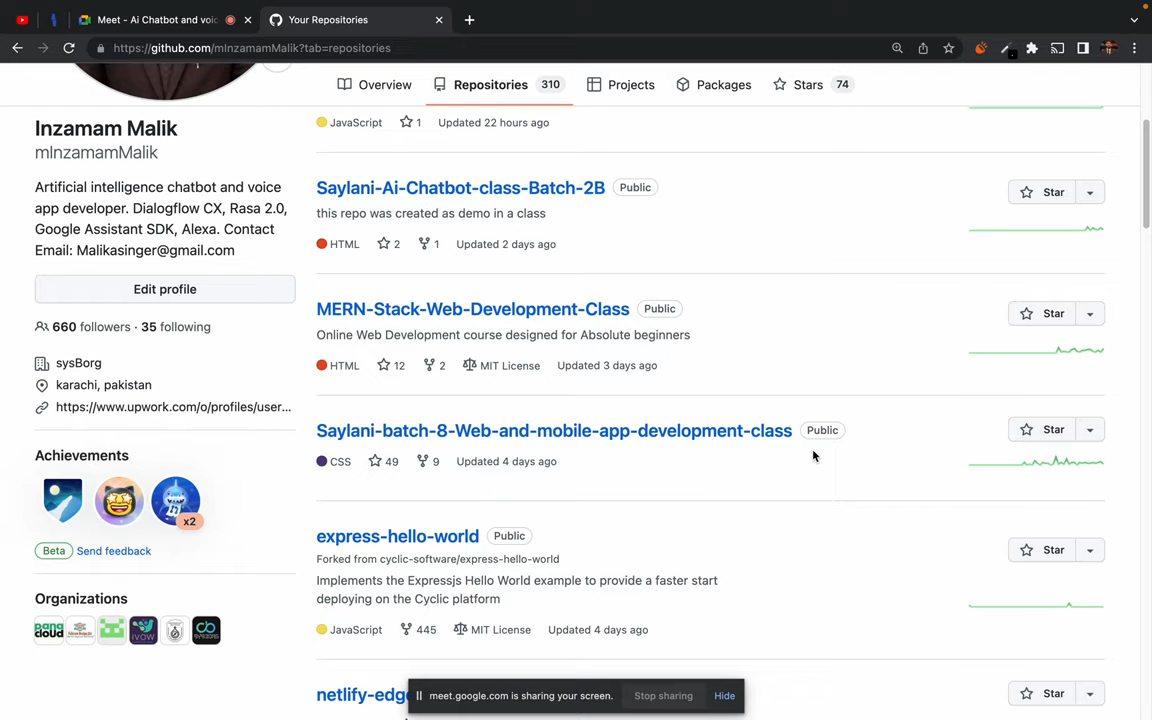 Meet - Ai Chatbot and voic
Your Repositories
https://github.com/mInzamamMalik?tab=repositories
Overview
Repositories 310
Projects
Packages
Stars 74
Inzamam Malik
mInzamamMalik
Artificial intelligence chatbot and voice
app developer. Dialogflow CX, Rasa 2.0,
Google Assistant SDK, Alexa. Contact
Email: Malikasinger@gmail.com
Edit profile
660 followers · 35 following
sysBorg
karachi, pakistan
https://www.upwork.com/o/profiles/user...
Achievements
x2
Beta Send feedback
Organizations
JavaScript 1 Updated 22 hours ago
Saylani-Ai-Chatbot-class-Batch-2B Public
Star
this repo was created as demo in a class
HTML 2 1 Updated 2 days ago
MERN-Stack-Web-Development-Class Public
Star
Online Web Development course designed for Absolute beginners
HTML 12 2 MIT License Updated 3 days ago
Saylani-batch-8-Web-and-mobile-app-development-class Public
Star
CSS 49 9 Updated 4 days ago
express-hello-world Public
Star
Forked from cyclic-software/express-hello-world
Implements the Expressjs Hello World example to provide a faster start
deploying on the Cyclic platform
JavaScript 445 MIT License Updated 4 days ago
netlify-edg
Star
meet.google.com is sharing your screen. Stop sharing Hide